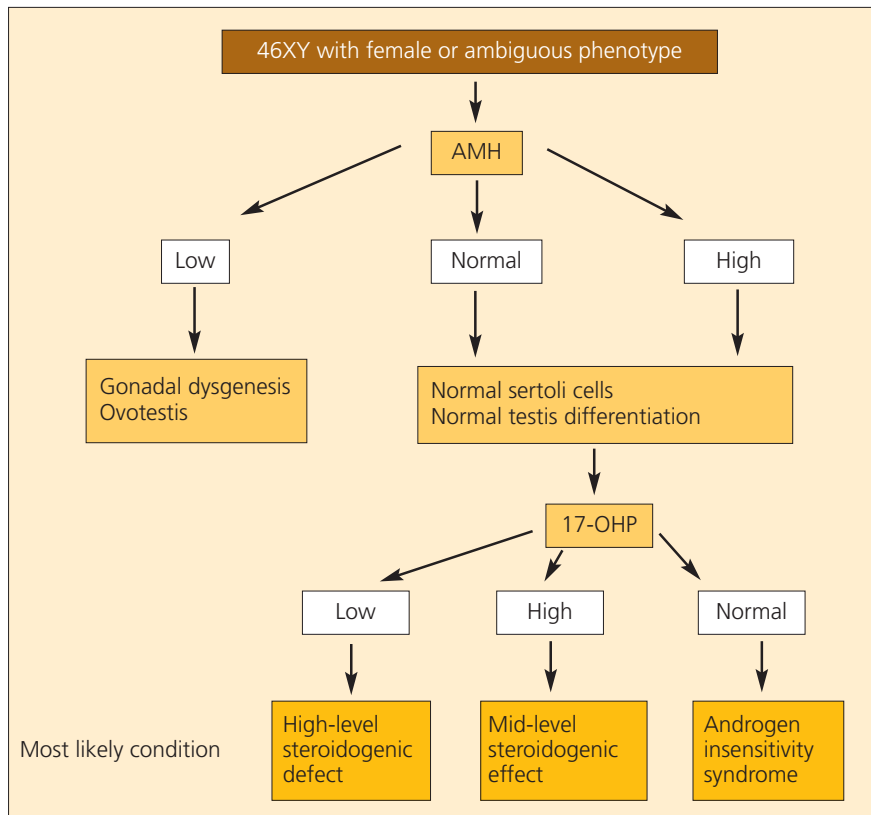 46XY with female or ambiguous phenotype
AMH
Low
Normal
High
Gonadal dysgenesis
Ovotestis
Normal sertoli cells
Normal testis differentiation
17-OHP
Low
High
Normal
Most likely condition
High-level
steroidogenic
defect
Mid-level
steroidogenic
effect
Androgen
insensitivity
syndrome